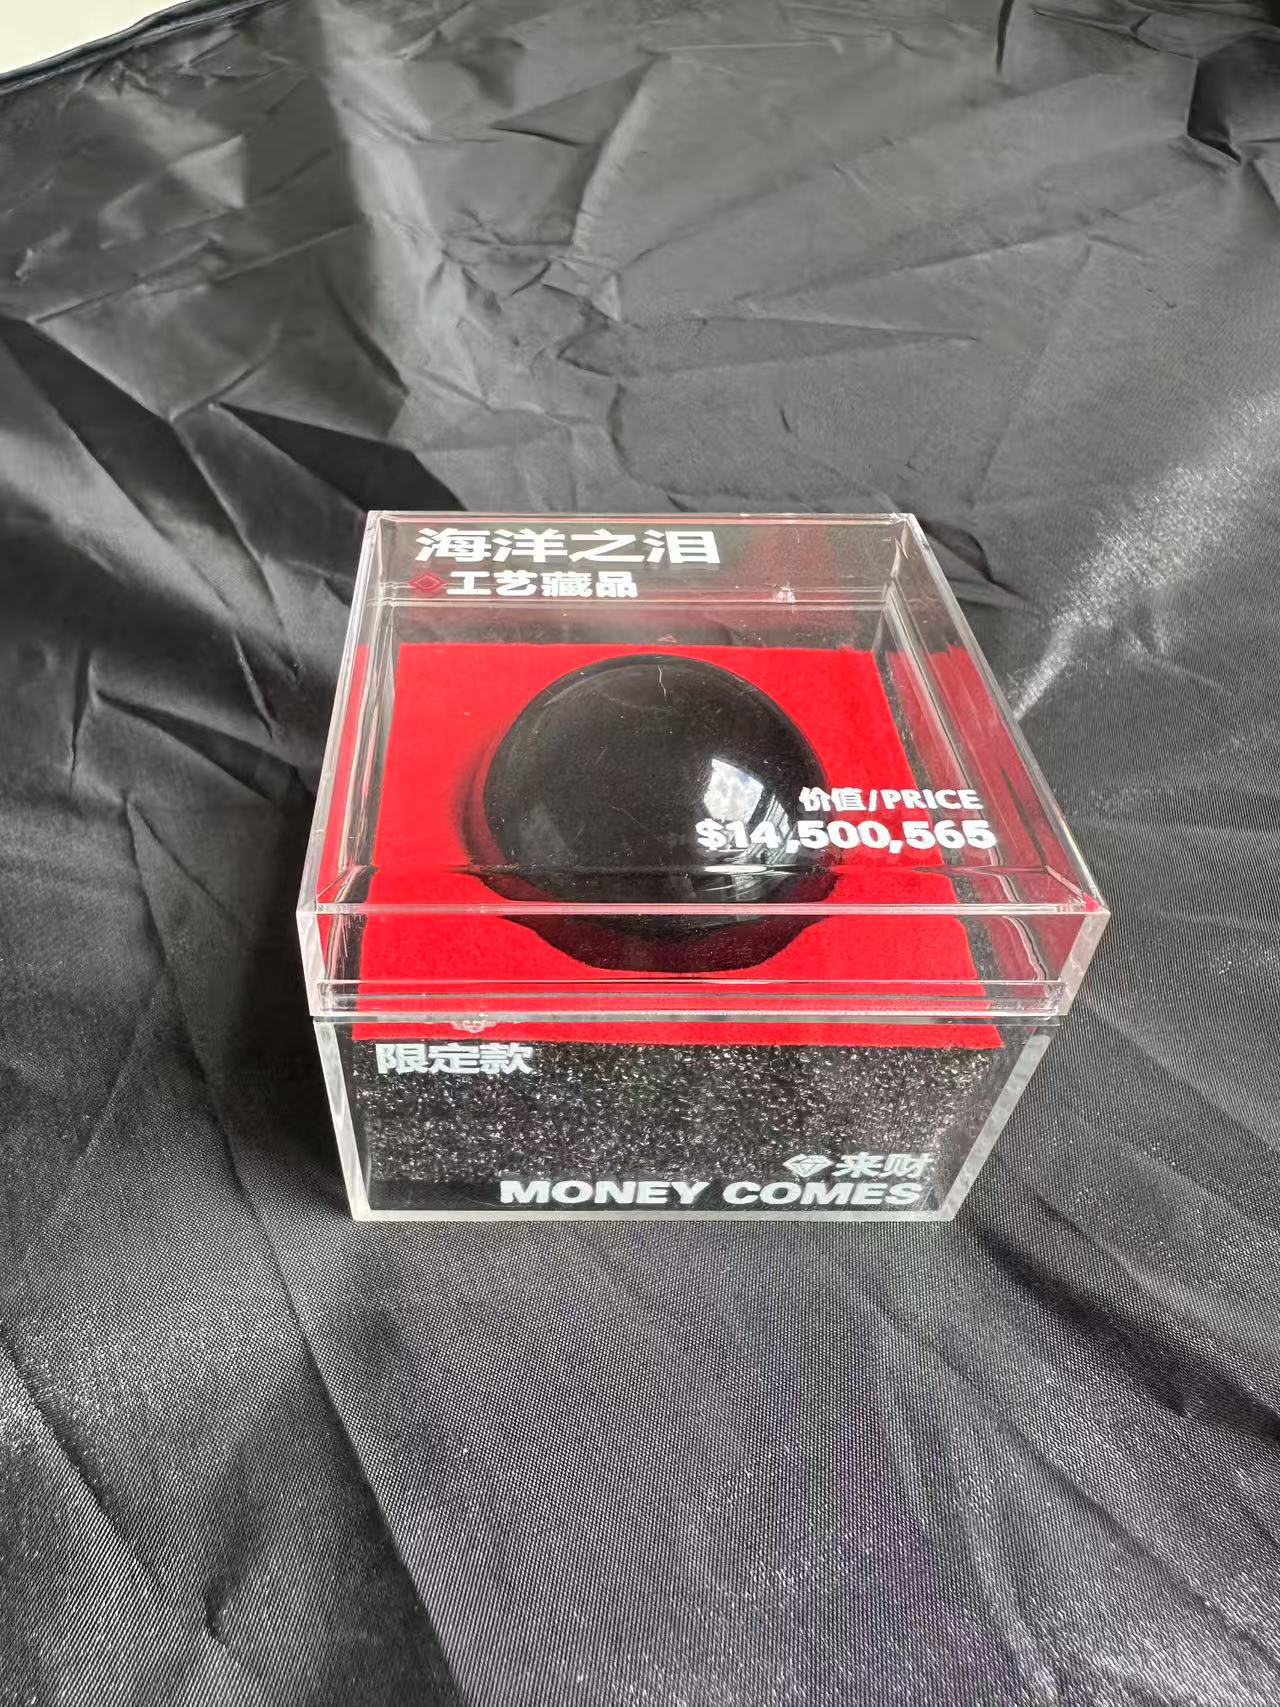 海洋之泪
工艺藏品
价值/PRICE
$14,500,565
限定款
来财
MONEY COMES